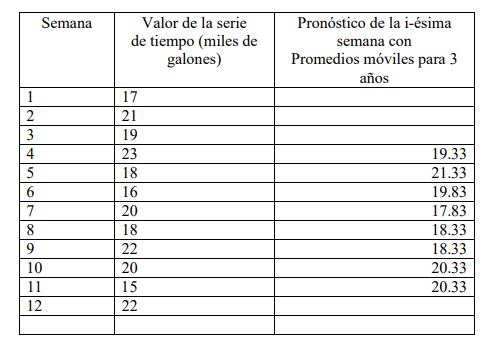 Semana Valor de la serie de tiempo (miles de galones) Pronóstico de la i-ésima semana con Promedios móviles para 3 años
1 17
2 21
3 19
4 23 19.33
5 18 21.33
6 16 19.83
7 20 17.83
8 18 18.33
9 22 18.33
10 20 20.33
11 15 20.33
12 22